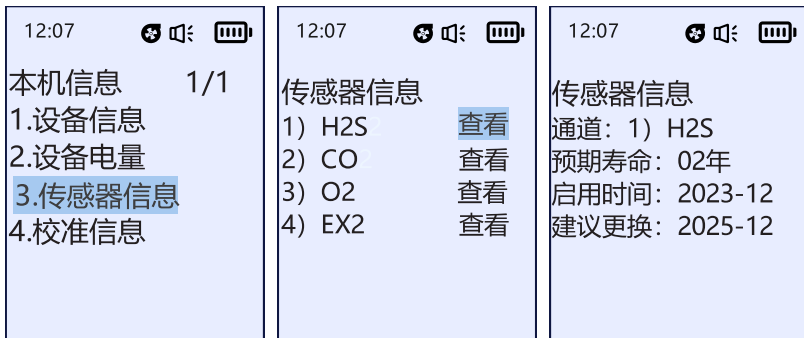 12:07
本机信息 1/1
1.设备信息
2.设备电量
3.传感器信息
4.校准信息
12:07
传感器信息
1）H2S 查看
2）CO 查看
3）O2 查看
4）EX2 查看
12:07
传感器信息
通道：1）H2S
预期寿命：02年
启用时间：2023-12
建议更换：2025-12